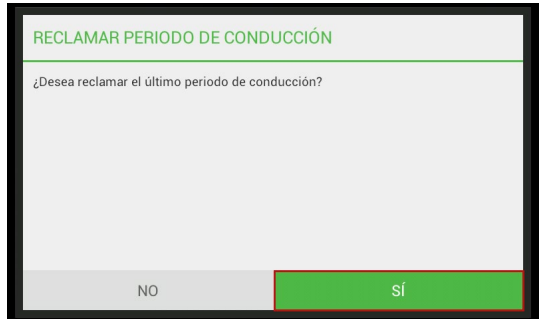 RECLAMAR PERIODO DE CONDUCCIÓN
¿Desea reclamar el último periodo de conducción?
NO
SÍ